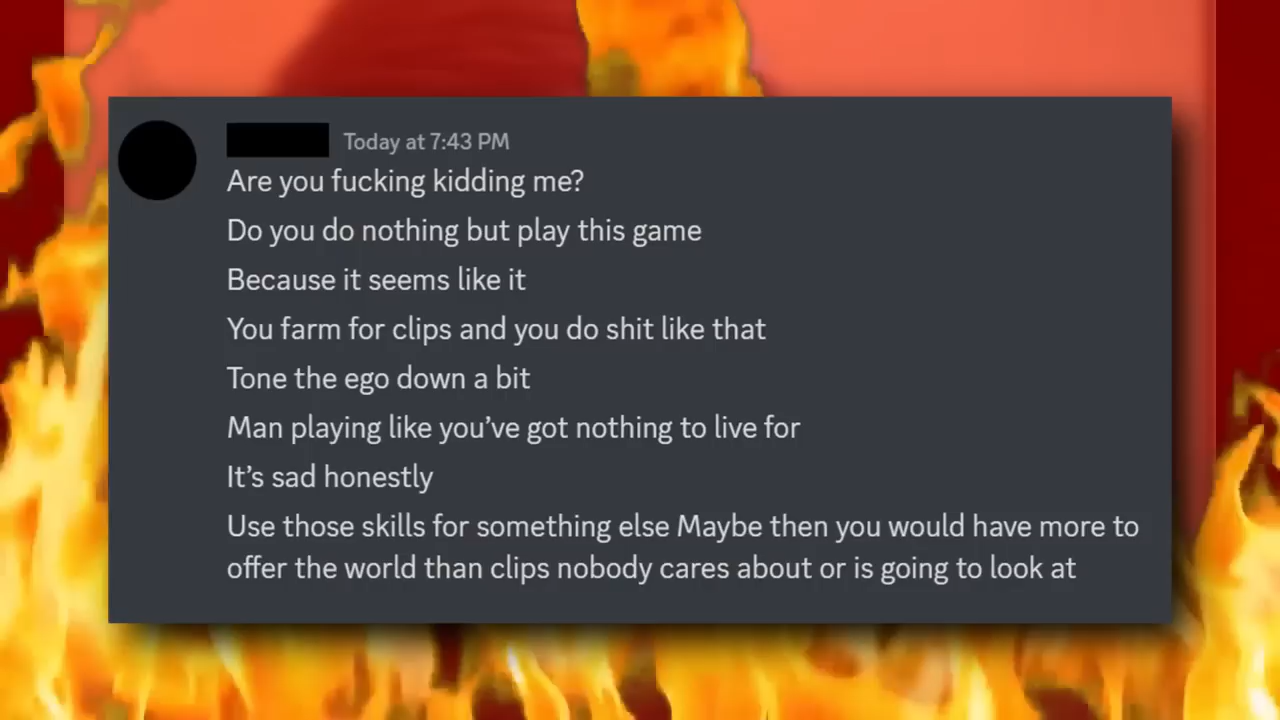 Today at 7:43 PM
Are you fucking kidding me?
Do you do nothing but play this game
Because it seems like it
You farm for clips and you do shit like that
Tone the ego down a bit
Man playing like you’ve got nothing to live for
It’s sad honestly
Use those skills for something else Maybe then you would have more to
offer the world than clips nobody cares about or is going to look at